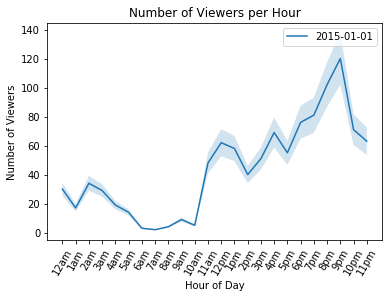 Number of Viewers per Hour
2015-01-01
Number of Viewers
140
120
100
80
60
40
20
0
12am
1am
2am
3am
4am
5am
6am
7am
8am
9am
10am
11am
12pm
1pm
2pm
3pm
4pm
5pm
6pm
7pm
8pm
9pm
10pm
11pm
Hour of Day